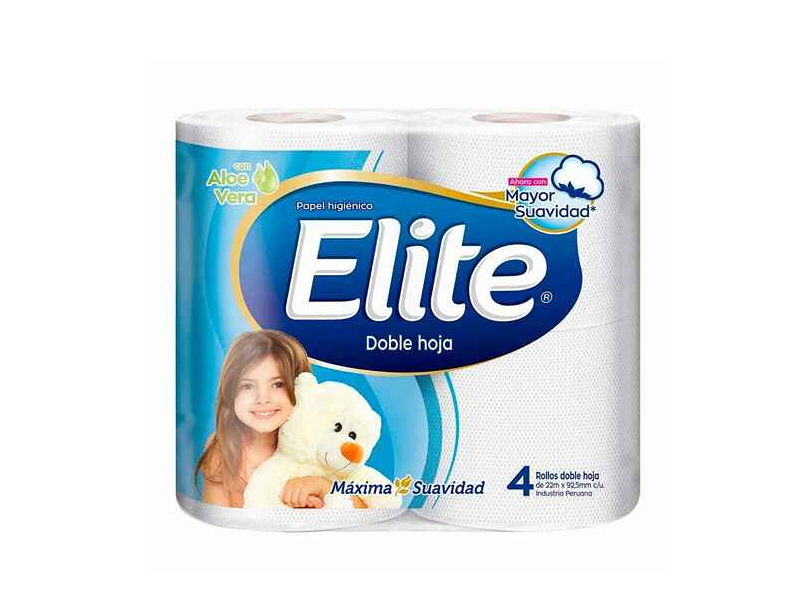 con
Aloe
Vera
Papel higiénico
Elite®
Doble hoja
Ahora con
Mayor
Suavidad*
Máxima Suavidad
4 Rollos doble hoja
de 22m x 92,5mm c/u.
Industria Peruana